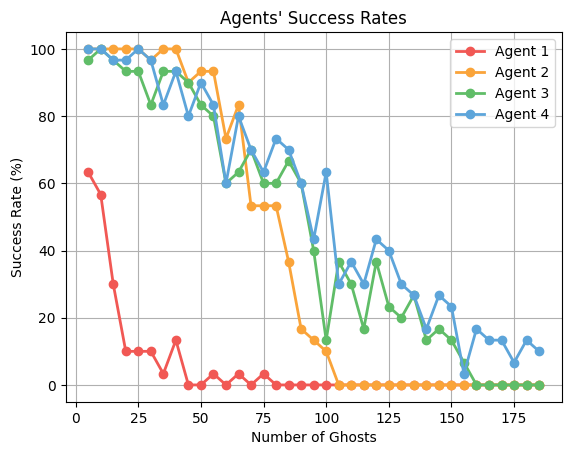 Agents' Success Rates
Agent 1
Agent 2
Agent 3
Agent 4
Success Rate (%)
100
80
60
40
20
0
0 25 50 75 100 125 150 175
Number of Ghosts